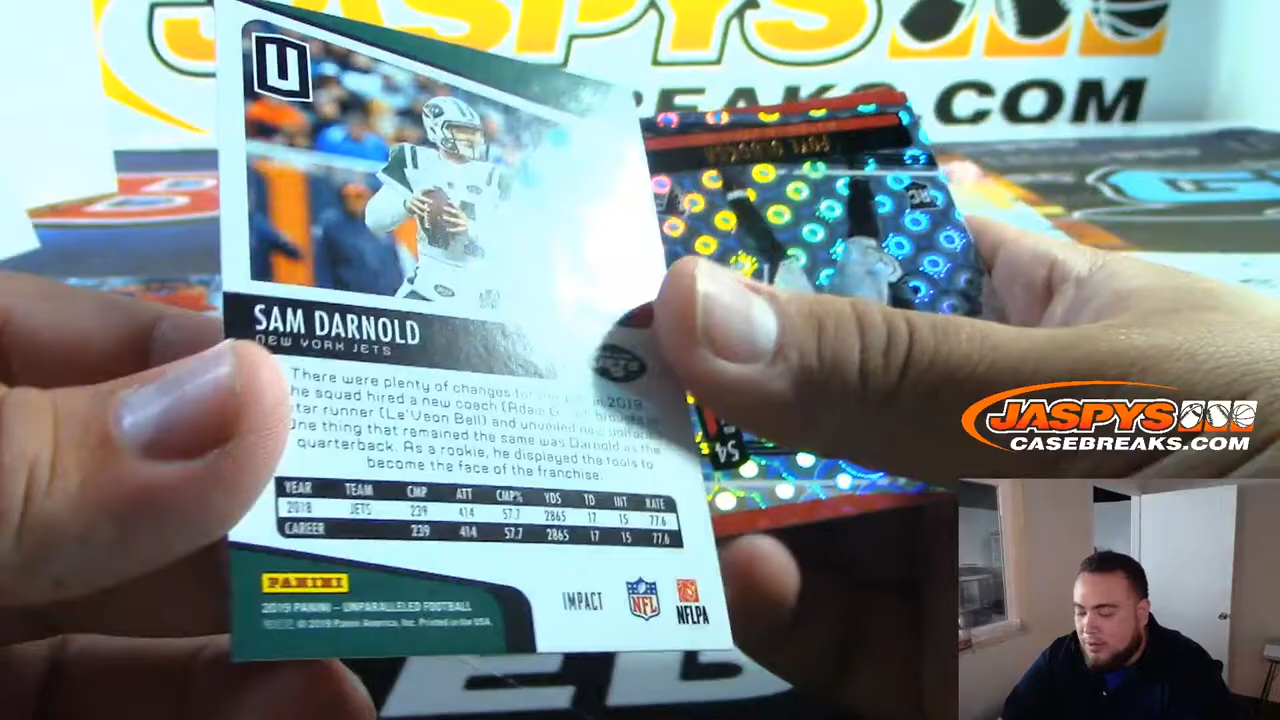 JASPYS
BREAKS.COM
U
SAM DARNOLD
NEW YORK JETS
There were plenty of changes for in 2019.
he squad hired a new coach (Adam
star runner (Le'Veon Bell) and unveiled new
One thing that remained the same was Darnold as the
quarterback. As a rookie, he displayed the tools to
become the face of the franchise.
YEAR TEAM CMP ATT CMP% YDS TD INT RATE
2018 JETS 239 414 57.7 2865 17 15 77.6
CAREER 239 414 57.7 2865 17 15 77.6
PANINI
2019 PANINI - UNPARALLELED FOOTBALL
© 2019 Panini America, Inc. Printed in the USA.
IMPACT
NFL
NFLPA
54
RC
JASPYS
CASEBREAKS.COM